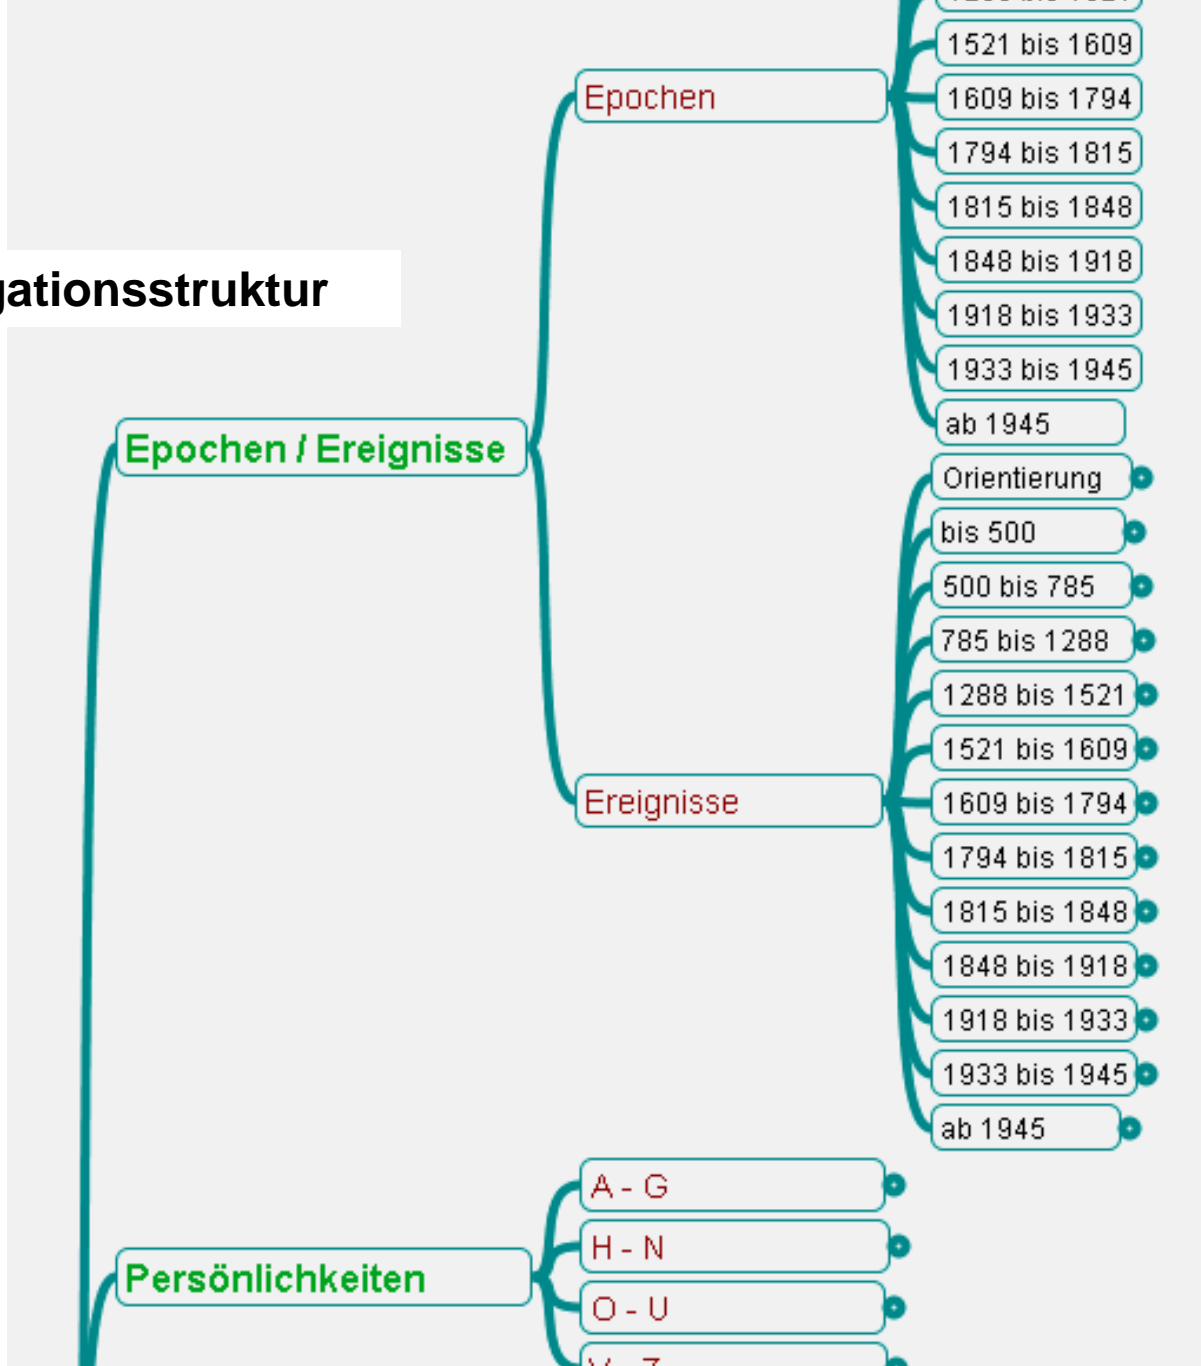 1521 bis 1609
Epochen
1609 bis 1794
1794 bis 1815
1815 bis 1848
1848 bis 1918
gationsstruktur
1918 bis 1933
1933 bis 1945
ab 1945
Epochen / Ereignisse
Orientierung
bis 500
500 bis 785
785 bis 1288
1288 bis 1521
1521 bis 1609
Ereignisse
1609 bis 1794
1794 bis 1815
1815 bis 1848
1848 bis 1918
1918 bis 1933
1933 bis 1945
ab 1945
A - G
H - N
Persönlichkeiten
O - U